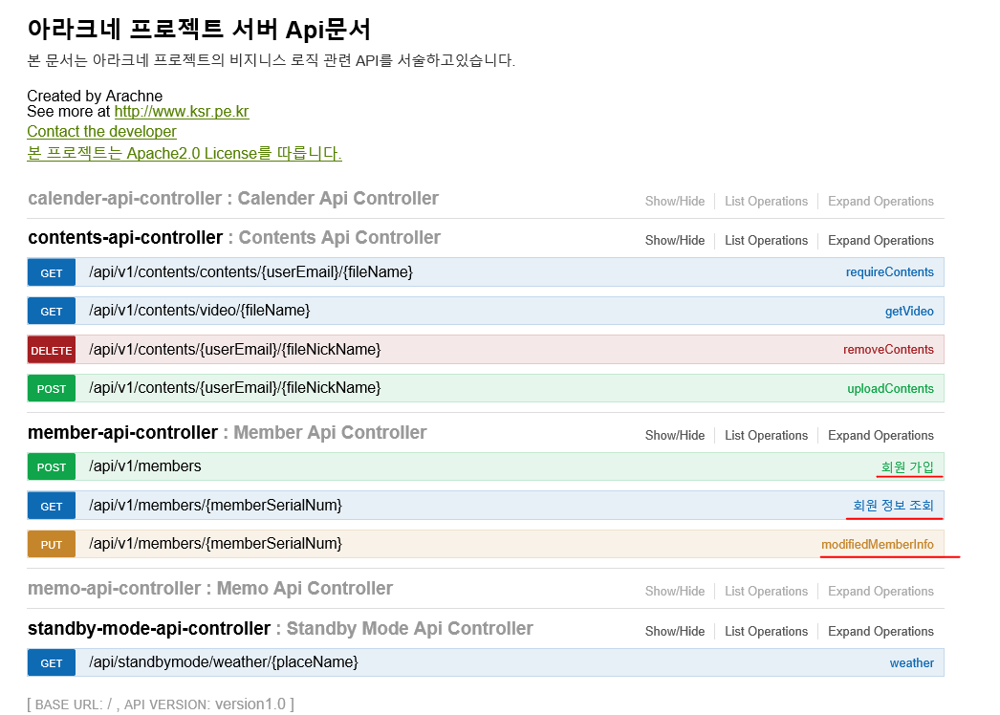 아라크네 프로젝트 서버 Api문서
본 문서는 아라크네 프로젝트의 비지니스 로직 관련 API를 서술하고있습니다.
Created by Arachne
See more at http://www.ksr.pe.kr
Contact the developer
본 프로젝트는 Apache2.0 License를 따릅니다.
calender-api-controller : Calender Api Controller Show/Hide List Operations Expand Operations
contents-api-controller : Contents Api Controller Show/Hide List Operations Expand Operations
GET /api/v1/contents/contents/{userEmail}/{fileName} requireContents
GET /api/v1/contents/video/{fileName} getVideo
DELETE /api/v1/contents/{userEmail}/{fileNickName} removeContents
POST /api/v1/contents/{userEmail}/{fileNickName} uploadContents
member-api-controller : Member Api Controller Show/Hide List Operations Expand Operations
POST /api/v1/members 회원 가입
GET /api/v1/members/{memberSerialNum} 회원 정보 조회
PUT /api/v1/members/{memberSerialNum} modifiedMemberInfo
memo-api-controller : Memo Api Controller Show/Hide List Operations Expand Operations
standby-mode-api-controller : Standby Mode Api Controller Show/Hide List Operations Expand Operations
GET /api/standbymode/weather/{placeName} weather
[ BASE URL: / , API VERSION: version1.0 ]